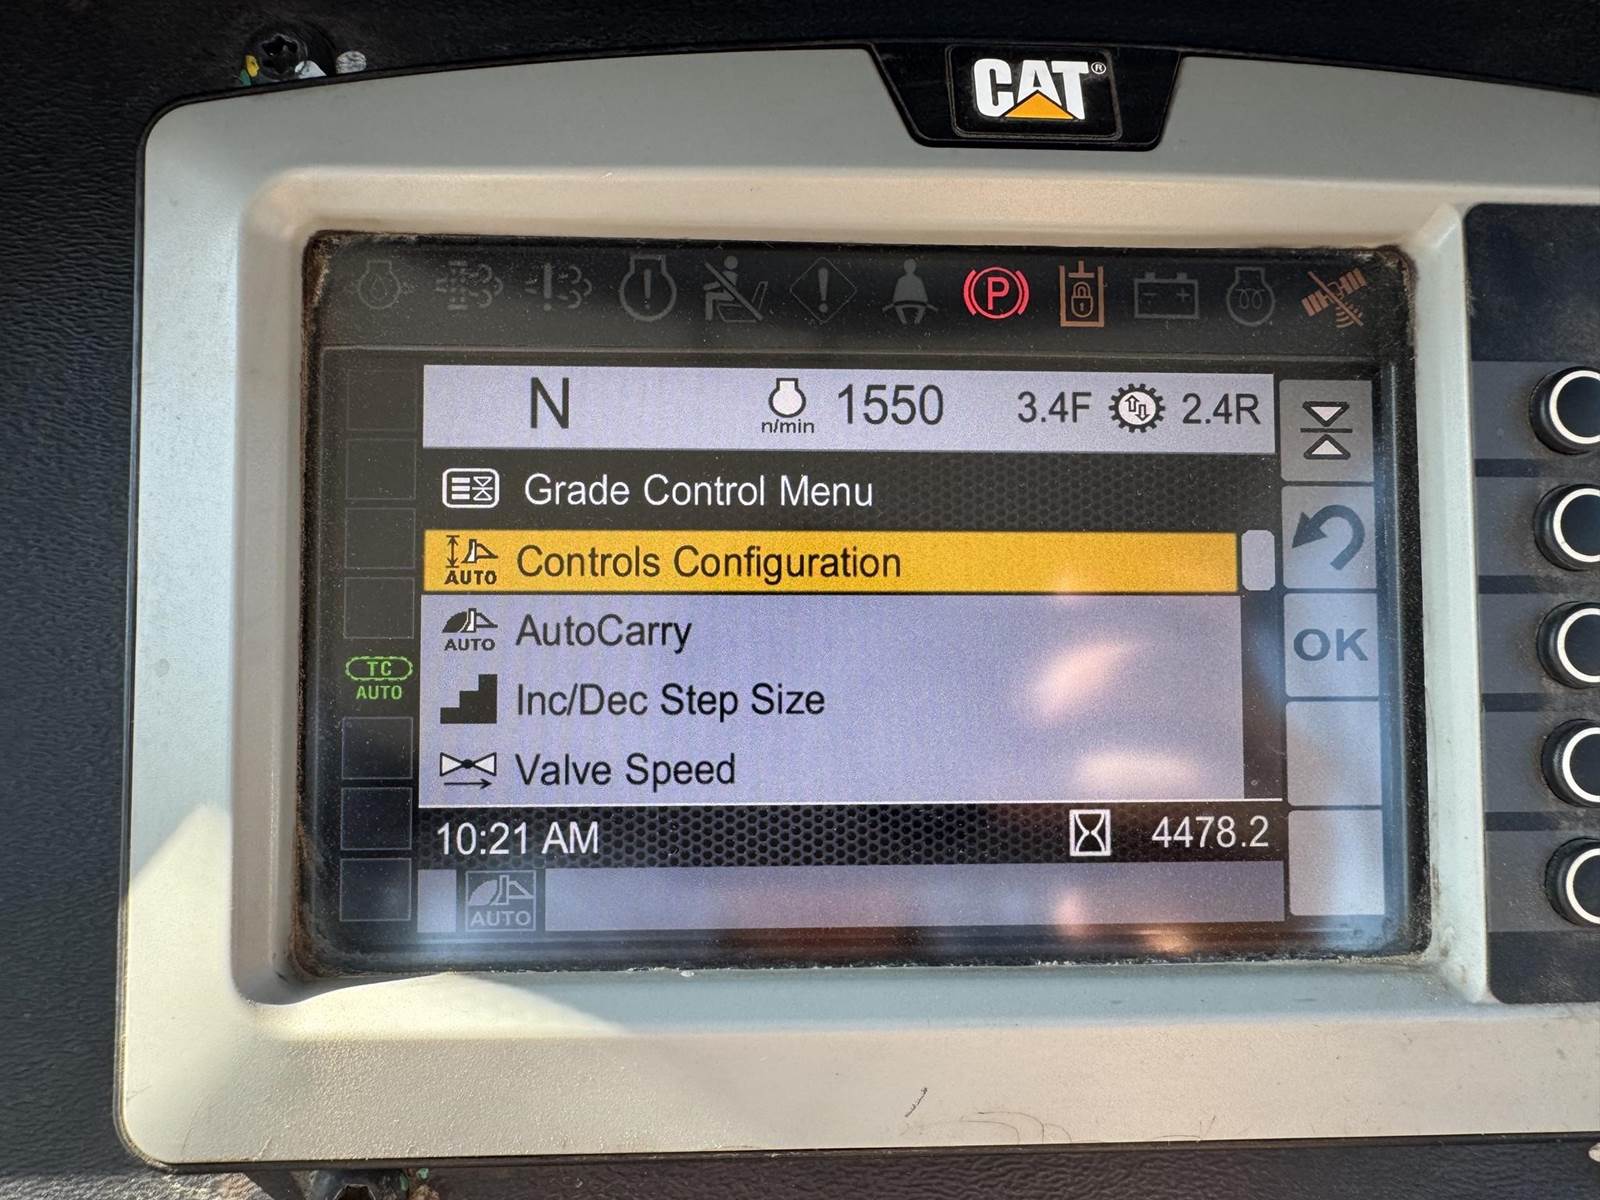 CAT®
P
N n/min 1550 3.4F 2.4R
Grade Control Menu
AUTO Controls Configuration
AUTO AutoCarry
OK
TC
AUTO
Inc/Dec Step Size
Valve Speed
10:21 AM 4478.2
AUTO